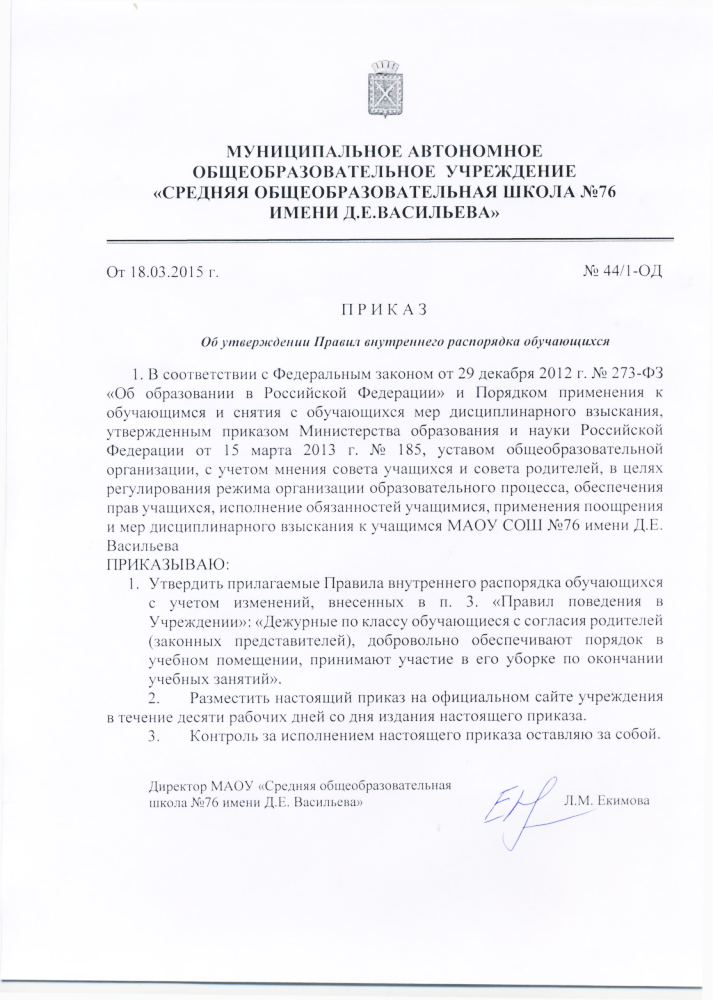 МУНИЦИПАЛЬНОЕ АВТОНОМНОЕ
ОБЩЕОБРАЗОВАТЕЛЬНОЕ УЧРЕЖДЕНИЕ
«СРЕДНЯЯ ОБЩЕОБРАЗОВАТЕЛЬНАЯ ШКОЛА №76
ИМЕНИ Д.Е.ВАСИЛЬЕВА»
От 18.03.2015 г. № 44/1-ОД
П Р И К А З
Об утверждении Правил внутреннего распорядка обучающихся
1. В соответствии с Федеральным законом от 29 декабря 2012 г. № 273-ФЗ
«Об образовании в Российской Федерации» и Порядком применения к
обучающимся и снятия с обучающихся мер дисциплинарного взыскания,
утвержденным приказом Министерства образования и науки Российской
Федерации от 15 марта 2013 г. № 185, уставом общеобразовательной
организации, с учетом мнения совета учащихся и совета родителей, в целях
регулирования режима организации образовательного процесса, обеспечения
прав учащихся, исполнение обязанностей учащимися, применения поощрения
и мер дисциплинарного взыскания к учащимся МАОУ СОШ №76 имени Д.Е.
Васильева
ПРИКАЗЫВАЮ:
1. Утвердить прилагаемые Правила внутреннего распорядка обучающихся
с учетом изменений, внесенных в п. 3. «Правил поведения в
Учреждении»: «Дежурные по классу обучающиеся с согласия родителей
(законных представителей), добровольно обеспечивают порядок в
учебном помещении, принимают участие в его уборке по окончании
учебных занятий».
2. Разместить настоящий приказ на официальном сайте учреждения
в течение десяти рабочих дней со дня издания настоящего приказа.
3. Контроль за исполнением настоящего приказа оставляю за собой.
Директор МАОУ «Средняя общеобразовательная
школа №76 имени Д.Е. Васильева» Л.М. Екимова